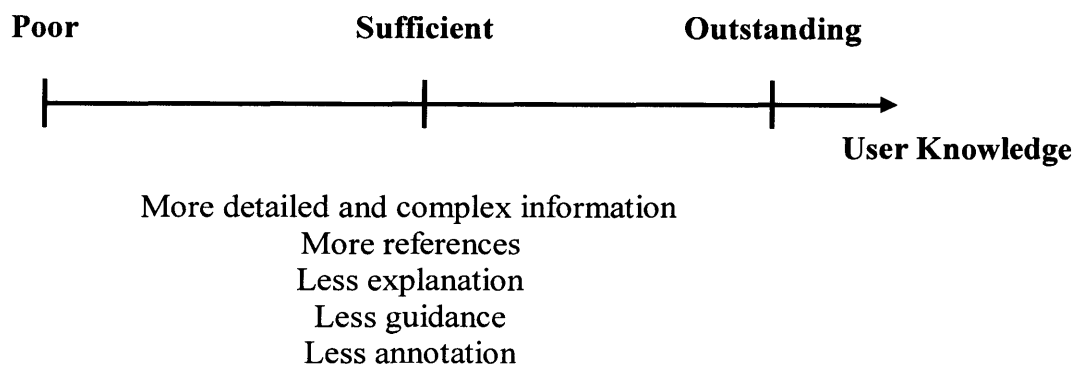 Poor Sufficient Outstanding
User Knowledge
More detailed and complex information
More references
Less explanation
Less guidance
Less annotation